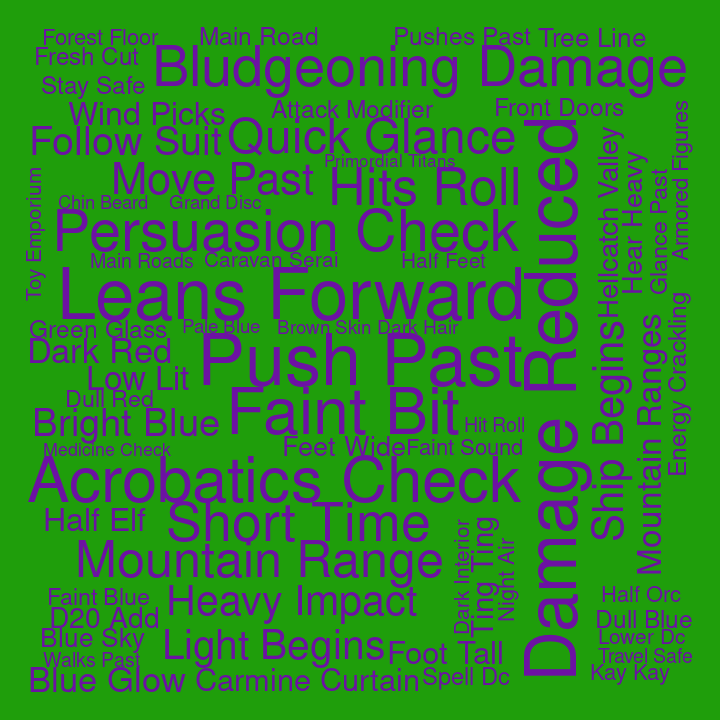 Forest Floor
Main Road
Pushes Past
Tree Line
Fresh Cut
Bludgeoning Damage
Stay Safe
Wind Picks
Attack Modifier
Front Doors
Follow Suit
Quick Glance
Primordial Titans
Move Past
Hits Roll
Chin Beard
Grand Disc
Persuasion Check
Toy Emporium
Main Roads
Caravan Serai
Half Feet
Leans Forward
Green Glass
Pale Blue
Brown Skin
Dark Hair
Dark Red
Push Past
Low Lit
Dull Red
Faint Bit
Bright Blue
Hit Roll
Medicine Check
Feet Wide
Faint Sound
Acrobatics Check
Half Elf
Short Time
Mountain Range
Faint Blue
Heavy Impact
D20 Add
Blue Sky
Light Begins
Foot Tall
Walks Past
Blue Glow
Carmine Curtain
Spell Dc
Dark Interior
Ting Ting
Night Air
Damage Reduced
Ship Begins
Hellcatch Valley
Hear Heavy
Glance Past
Armored Figures
Mountain Ranges
Energy Crackling
Half Orc
Dull Blue
Lower Dc
Travel Safe
Kay Kay